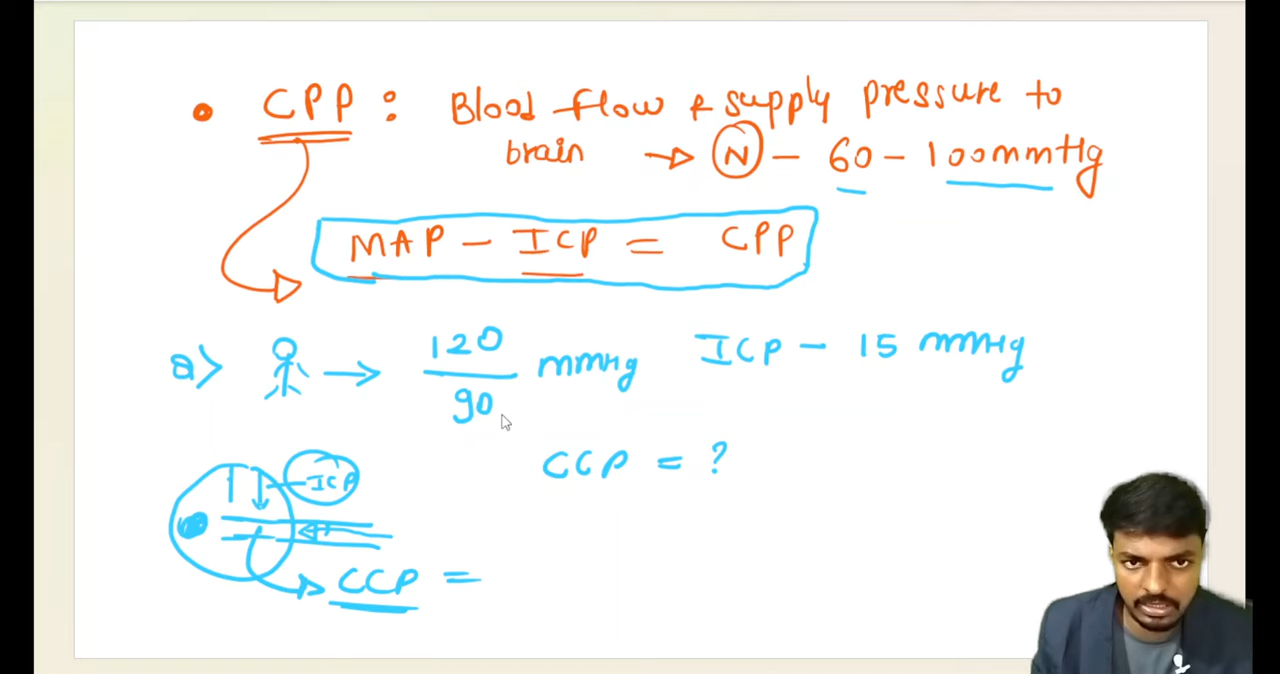 • CPP : Blood flow & supply pressure to
brain → N - 60 - 100mmHg
MAP - ICP = CPP
a> → 120/90 mmHg ICP - 15 mmHg
CCP = ?
ICP
CCP =